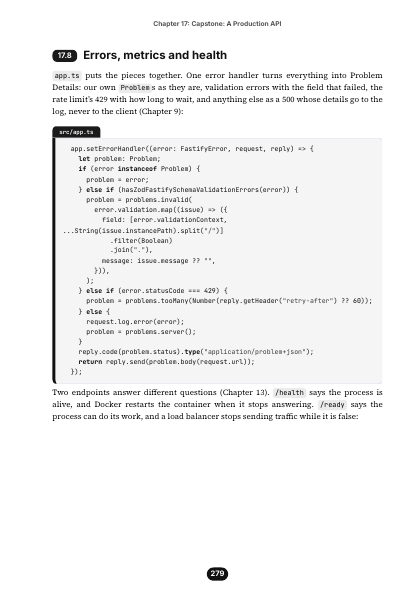 Chapter 17: Capstone: A Production API
17.8 Errors, metrics and health
app.ts puts the pieces together. One error handler turns everything into Problem
Details: our own Problems as they are, validation errors with the field that failed, the
rate limit's 429 with how long to wait, and anything else as a 500 whose details go to the
log, never to the client (Chapter 9):
src/app.ts
app.setErrorHandler((error: FastifyError, request, reply) => {
  let problem: Problem;
  if (error instanceof Problem) {
    problem = error;
  } else if (hasZodFastifySchemaValidationErrors(error)) {
    problem = problems.invalid(
      error.validation.map((issue) => ({
        field: [error.validationContext,
...String(issue.instancePath).split("/")]
          .filter(Boolean)
          .join("."),
        message: issue.message ?? "",
      })),
    );
  } else if (error.statusCode === 429) {
    problem = problems.tooMany(Number(reply.getHeader("retry-after") ?? 60));
  } else {
    request.log.error(error);
    problem = problems.server();
  }
  reply.code(problem.status).type("application/problem+json");
  return reply.send(problem.body(request.url));
});
Two endpoints answer different questions (Chapter 13). /health says the process is
alive, and Docker restarts the container when it stops answering. /ready says the
process can do its work, and a load balancer stops sending traffic while it is false:
279